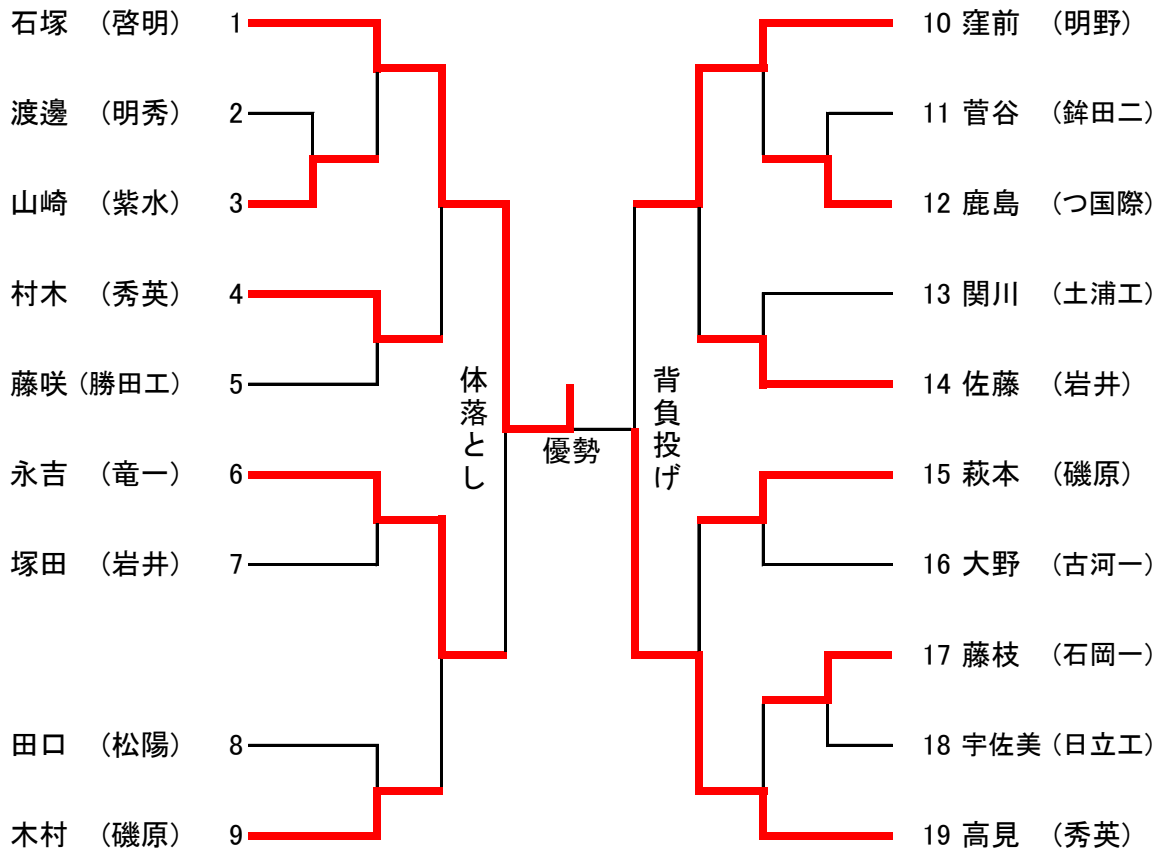 石塚 (啓明) 1
渡邊 (明秀) 2
山崎 (紫水) 3
村木 (秀英) 4
藤咲 (勝田工) 5
永吉 (竜一) 6
塚田 (岩井) 7
田口 (松陽) 8
木村 (磯原) 9
体落とし
優勢
背負投げ
10 窪前 (明野)
11 菅谷 (鉾田二)
12 鹿島 (つ国際)
13 関川 (土浦工)
14 佐藤 (岩井)
15 萩本 (磯原)
16 大野 (古河一)
17 藤枝 (石岡一)
18 宇佐美 (日立工)
19 高見 (秀英)